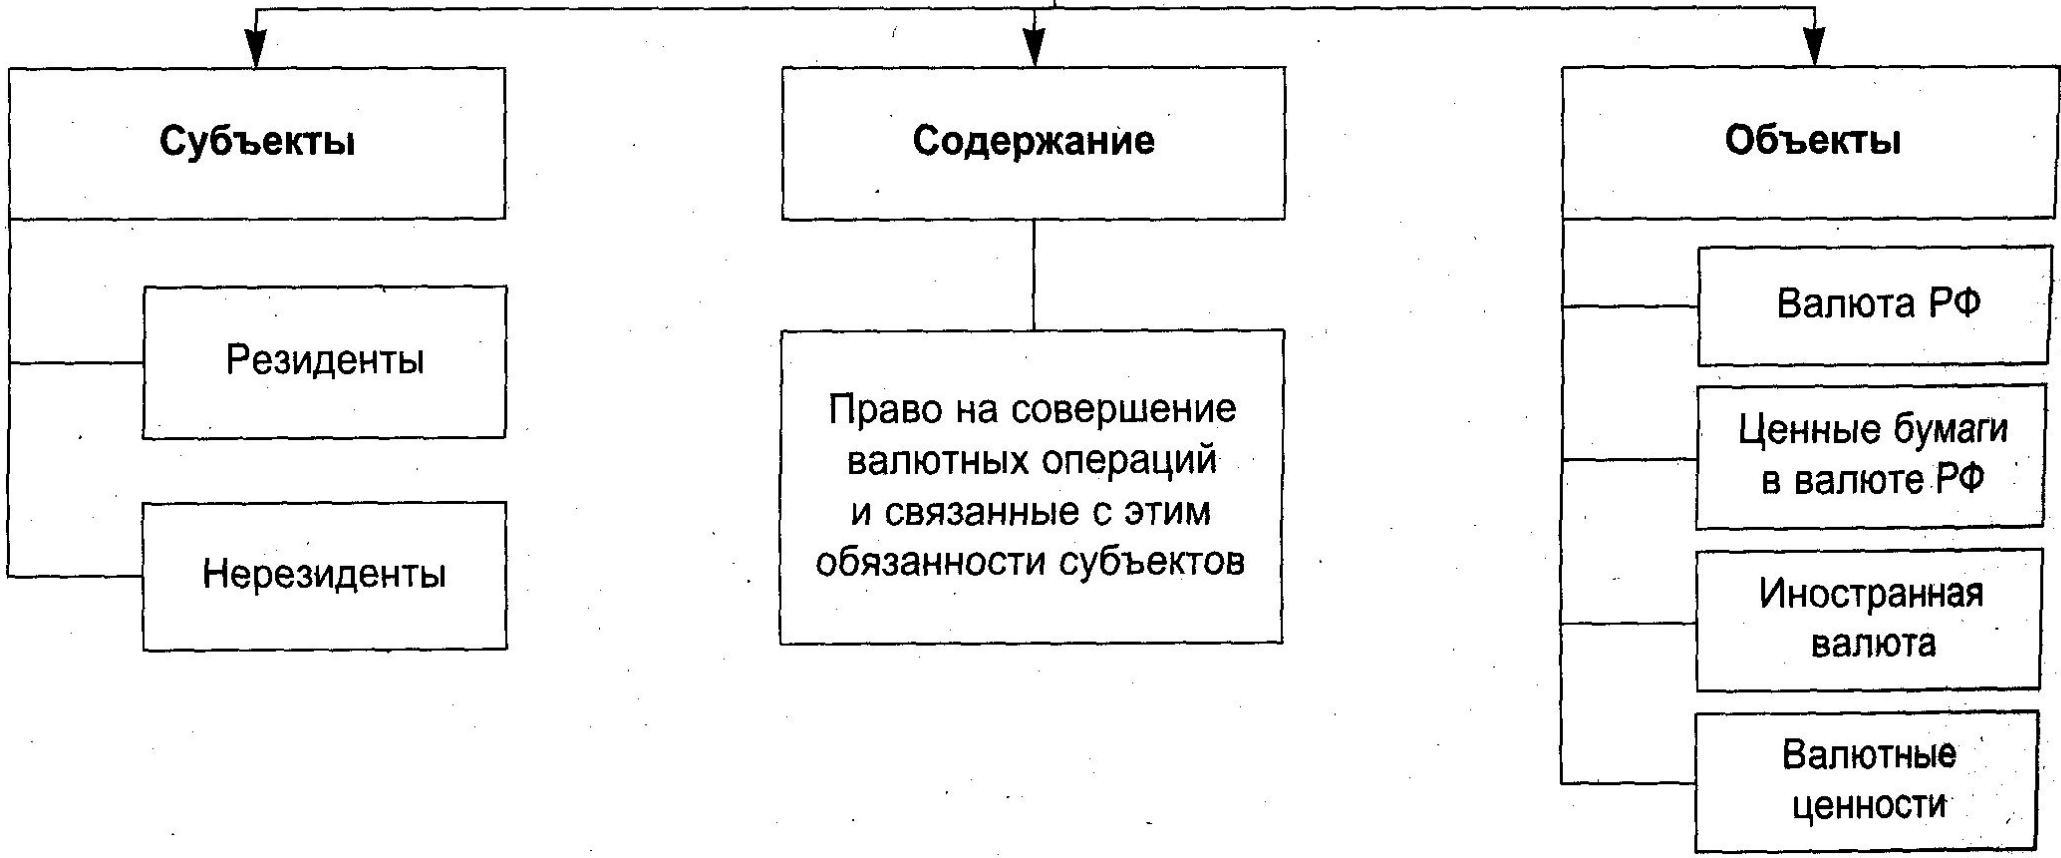 Субъекты
Резиденты
Нерезиденты
Содержание
Право на совершение
валютных операций
и связанные с этим
обязанности субъектов
Объекты
Валюта РФ
Ценные бумаги
в валюте РФ
Иностранная
валюта
Валютные
ценности